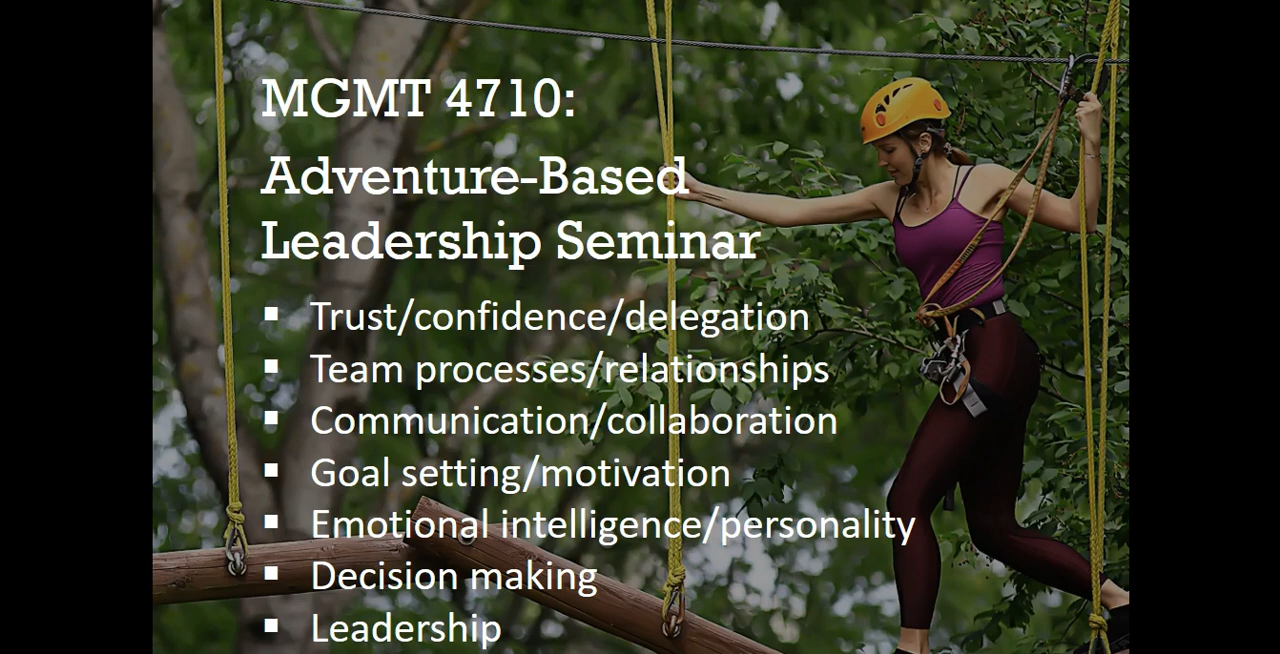 MGMT 4710:
Adventure-Based
Leadership Seminar
▪ Trust/confidence/delegation
▪ Team processes/relationships
▪ Communication/collaboration
▪ Goal setting/motivation
▪ Emotional intelligence/personality
▪ Decision making
▪ Leadership